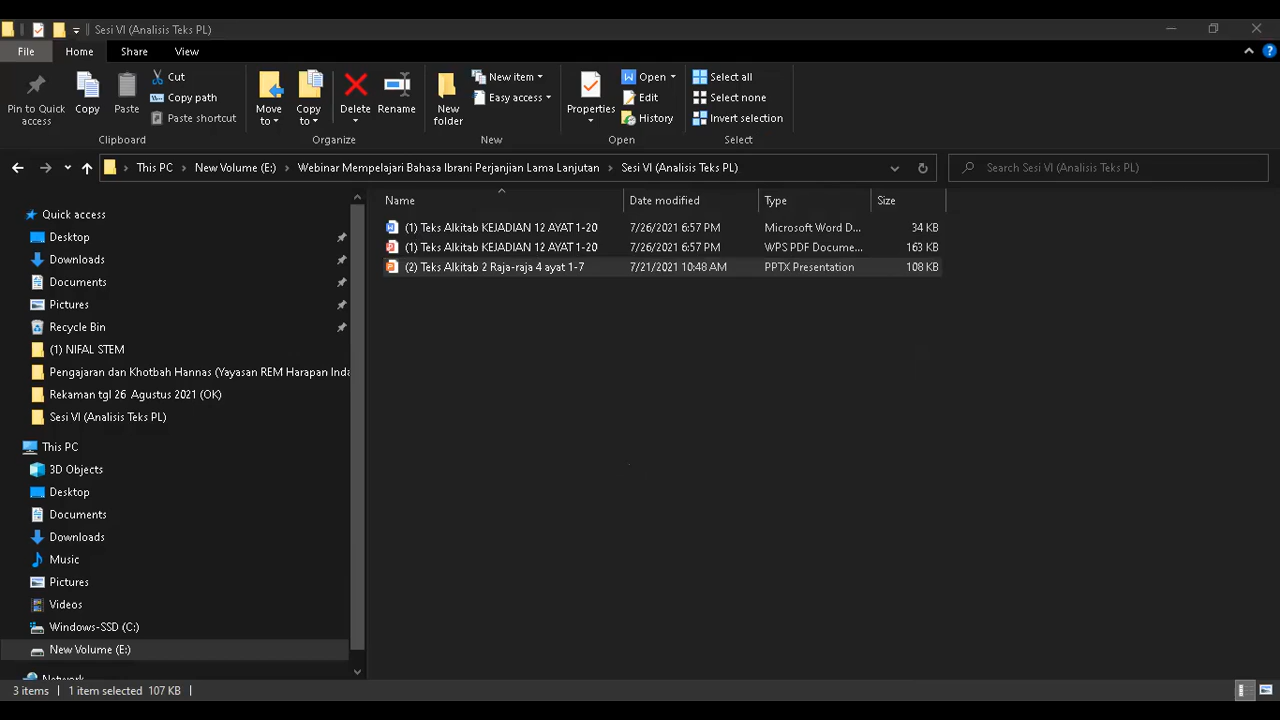 Sesi VI (Analisis Teks PL)
File Home Share View
Pin to Quick access
Copy
Paste
Cut
Copy path
Paste shortcut
Clipboard
Move to
Copy to
Delete
Rename
Organize
New folder
New item
Easy access
New
Properties
Open
Edit
History
Open
Select all
Select none
Invert selection
Select
This PC > New Volume (E:) > Webinar Mempelajari Bahasa Ibrani Perjanjian Lama Lanjutan > Sesi VI (Analisis Teks PL)
Search Sesi VI (Analisis Teks PL)
Name Date modified Type Size
(1) Teks Alkitab KEJADIAN 12 AYAT 1-20 7/26/2021 6:57 PM Microsoft Word D... 34 KB
(1) Teks Alkitab KEJADIAN 12 AYAT 1-20 7/26/2021 6:57 PM WPS PDF Docume... 163 KB
(2) Teks Alkitab 2 Raja-raja 4 ayat 1-7 7/21/2021 10:48 AM PPTX Presentation 108 KB
Quick access
Desktop
Downloads
Documents
Pictures
Recycle Bin
(1) NIFAL STEM
Pengajaran dan Khotbah Hannas (Yayasan REM Harapan Inda
Rekaman tgl 26 Agustus 2021 (OK)
Sesi VI (Analisis Teks PL)
This PC
3D Objects
Desktop
Documents
Downloads
Music
Pictures
Videos
Windows-SSD (C:)
New Volume (E:)
Network
3 items 1 item selected 107 KB